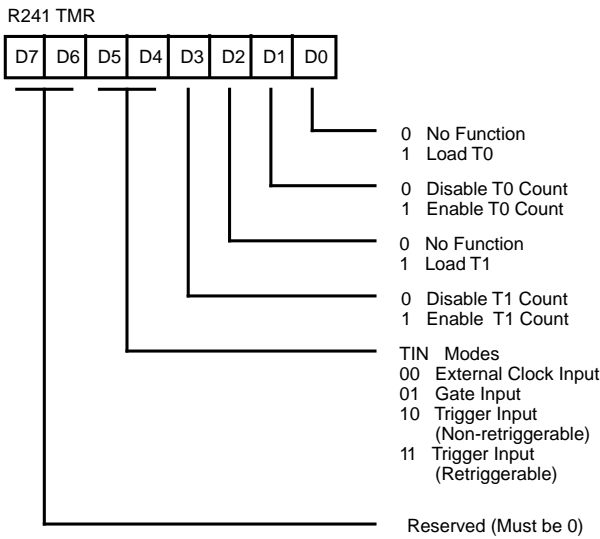 R241 TMR
D7 D6 D5 D4 D3 D2 D1 D0
0 No Function
1 Load T0
0 Disable T0 Count
1 Enable T0 Count
0 No Function
1 Load T1
0 Disable T1 Count
1 Enable T1 Count
TIN Modes
00 External Clock Input
01 Gate Input
10 Trigger Input
(Non-retriggerable)
11 Trigger Input
(Retriggerable)
Reserved (Must be 0)